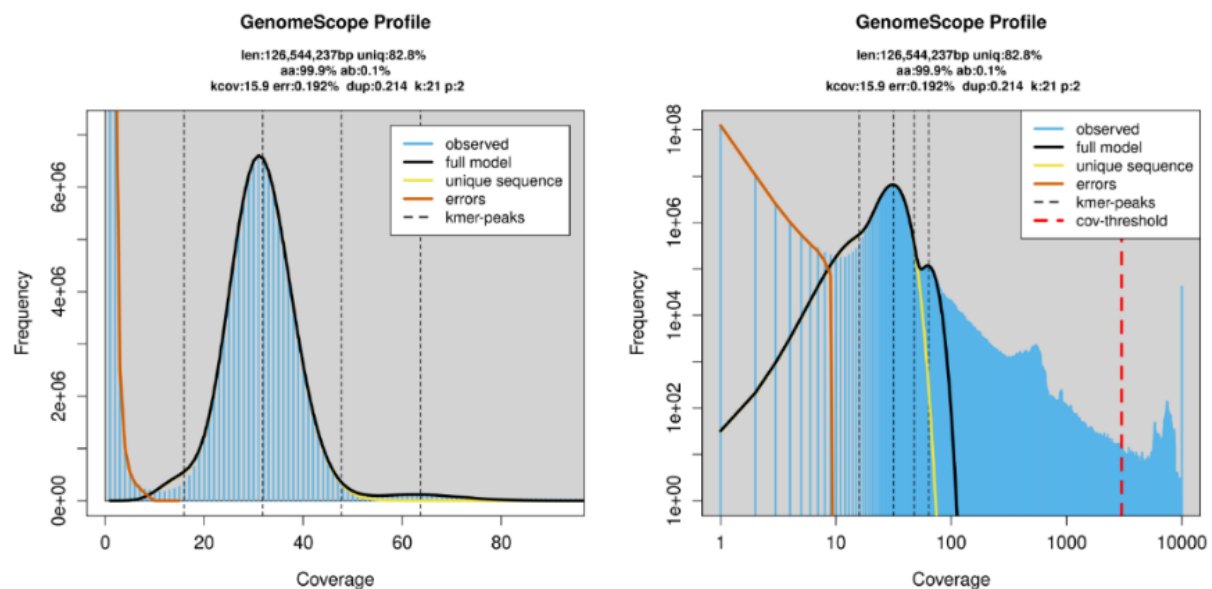 GenomeScope Profile
len:126,544,237bp uniq:82.8%
aa:99.9% ab:0.1%
kcov:15.9 err:0.192% dup:0.214 k:21 p:2
observed
full model
unique sequence
errors
kmer-peaks
Frequency
0e+00
2e+06
4e+06
6e+06
0
20
40
60
80
Coverage
GenomeScope Profile
len:126,544,237bp uniq:82.8%
aa:99.9% ab:0.1%
kcov:15.9 err:0.192% dup:0.214 k:21 p:2
observed
full model
unique sequence
errors
kmer-peaks
cov-threshold
Frequency
1e+00
1e+02
1e+04
1e+06
1e+08
1
10
100
1000
10000
Coverage